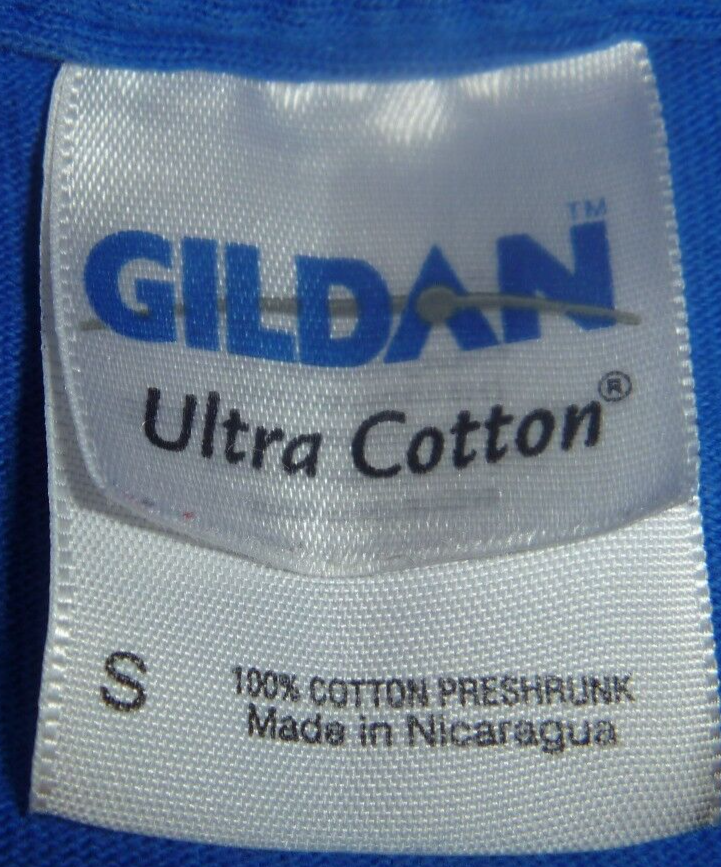 GILDAN™
Ultra Cotton®
S
100% COTTON PRESHRUNK
Made in Nicaragua